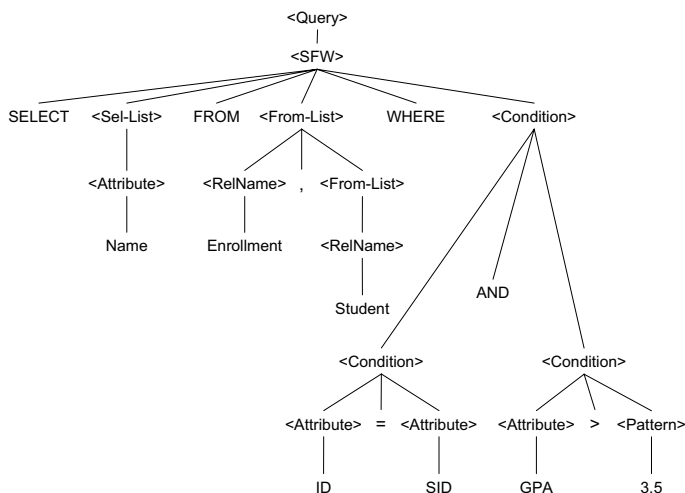 <Query>
<SFW>
SELECT <Sel-List> FROM <From-List> WHERE <Condition>
<Attribute> <RelName> , <From-List>
Name Enrollment <RelName>
AND
Student
<Condition> <Condition>
<Attribute> = <Attribute> <Attribute> > <Pattern>
ID SID GPA 3.5